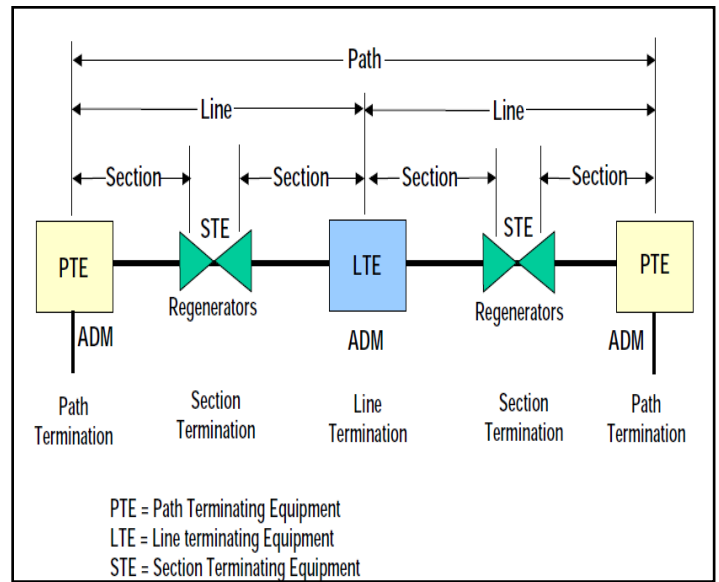 Path
Line Line
Section Section Section Section
STE STE
PTE LTE PTE
Regenerators Regenerators
ADM ADM ADM
Path Termination
Section Termination
Line Termination
Section Termination
Path Termination
PTE = Path Terminating Equipment
LTE = Line terminating Equipment
STE = Section Terminating Equipment